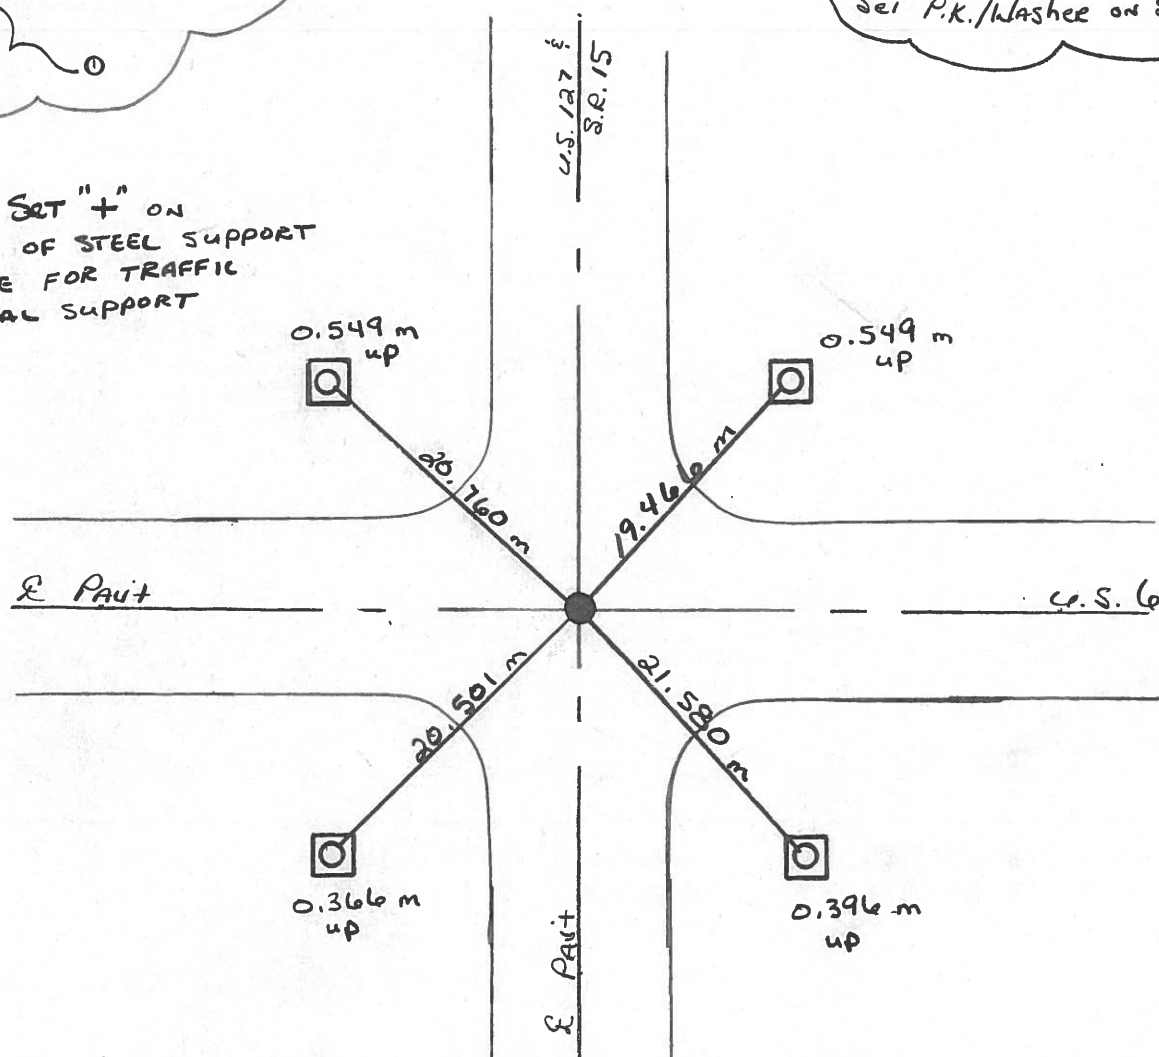 Set P.K./Washer on
U.S. 127 &
S.R. 15
Set "+" on
OF STEEL SUPPORT
FOR TRAFFIC
SUPPORT
0.549 m
up
0.549 m
up
20.760 m
19.466 m
℄ Pav't
U.S. 6
20.501 m
21.580 m
0.366 m
up
0.396 m
up
℄ Pav't